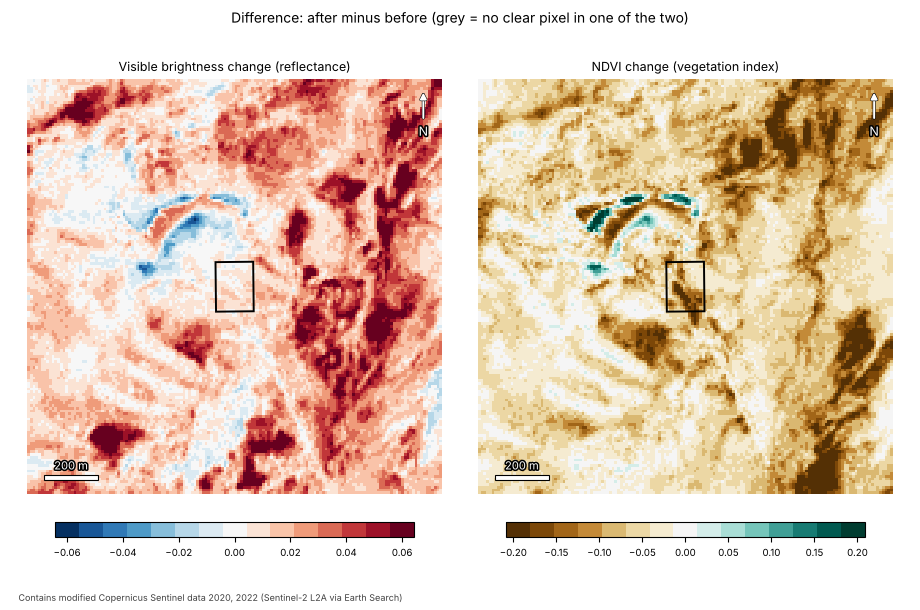 Difference: after minus before (grey = no clear pixel in one of the two)
Visible brightness change (reflectance)
NDVI change (vegetation index)
N
N
200 m
200 m
−0.06 −0.04 −0.02 0.00 0.02 0.04 0.06
−0.20 −0.15 −0.10 −0.05 0.00 0.05 0.10 0.15 0.20
Contains modified Copernicus Sentinel data 2020, 2022 (Sentinel-2 L2A via Earth Search)